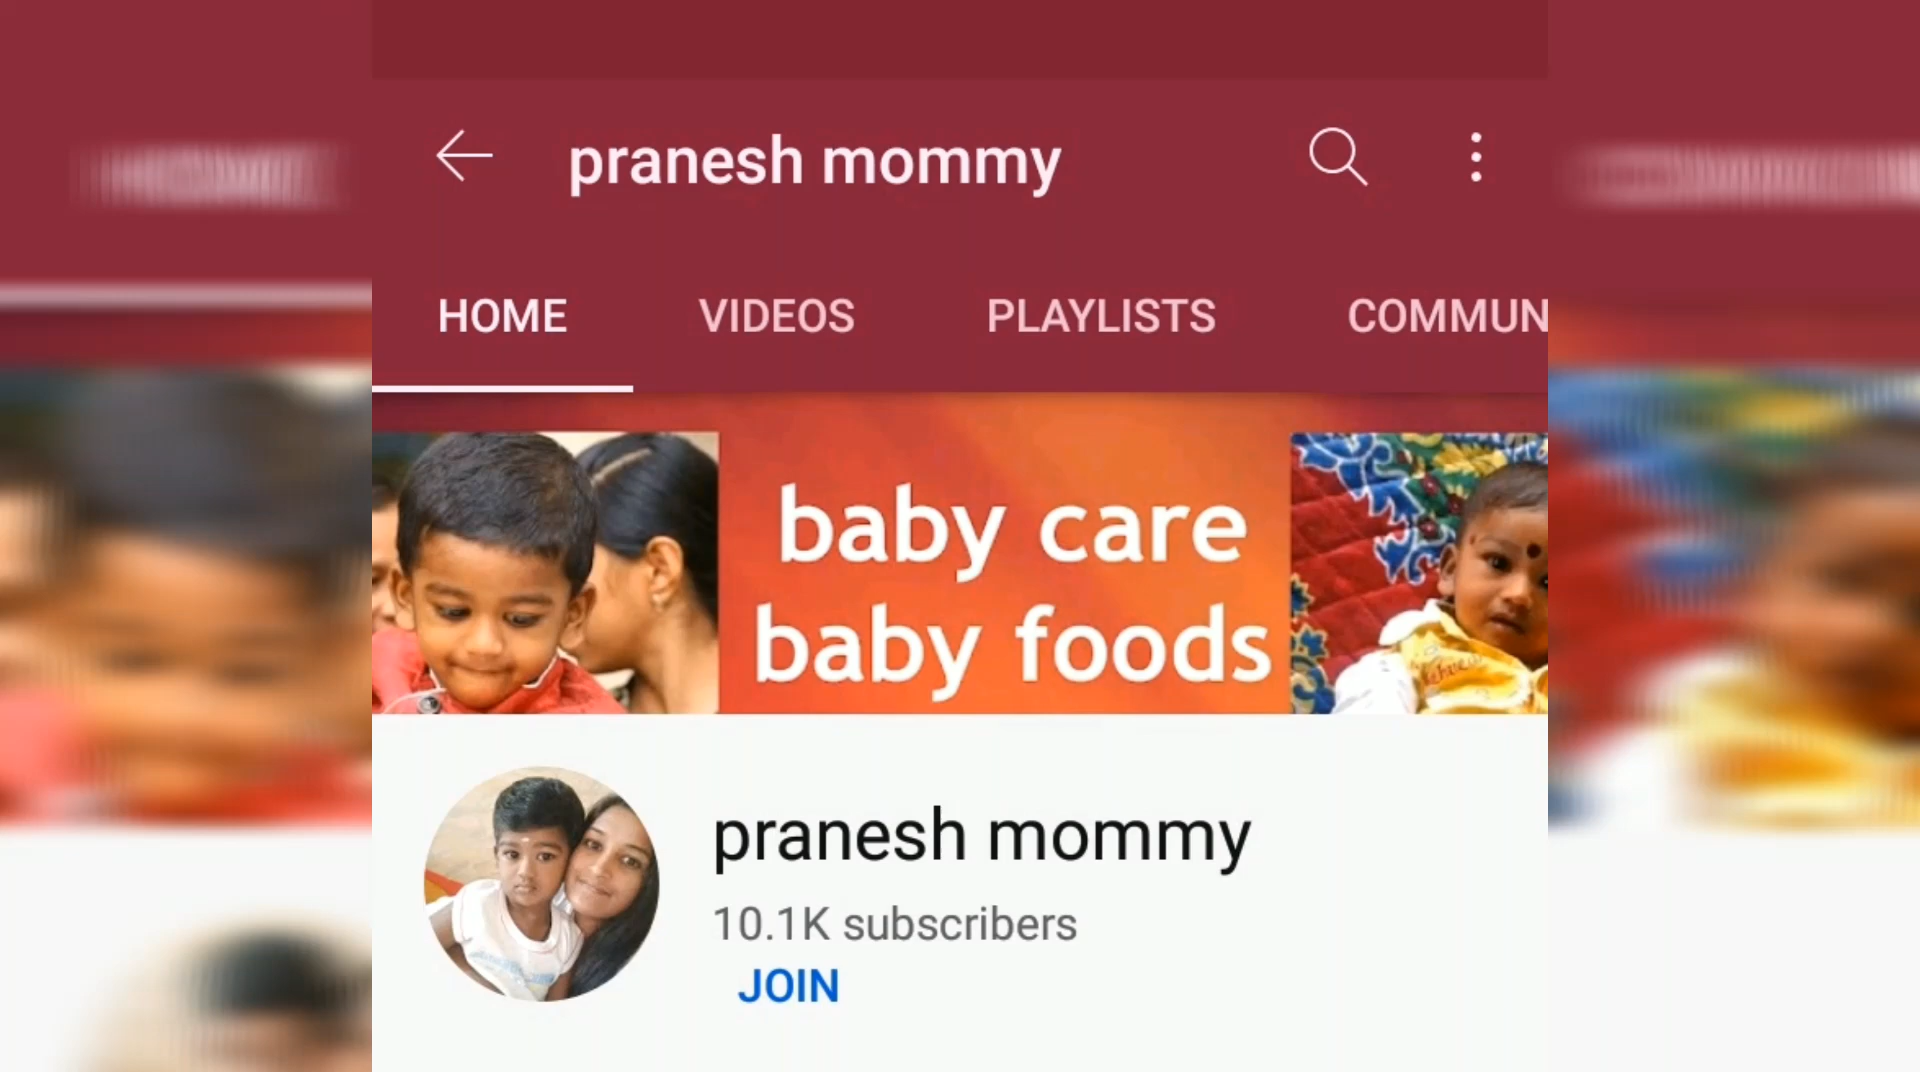 pranesh mommy
HOME VIDEOS PLAYLISTS COMMUN
baby care
baby foods
pranesh mommy
10.1K subscribers
JOIN